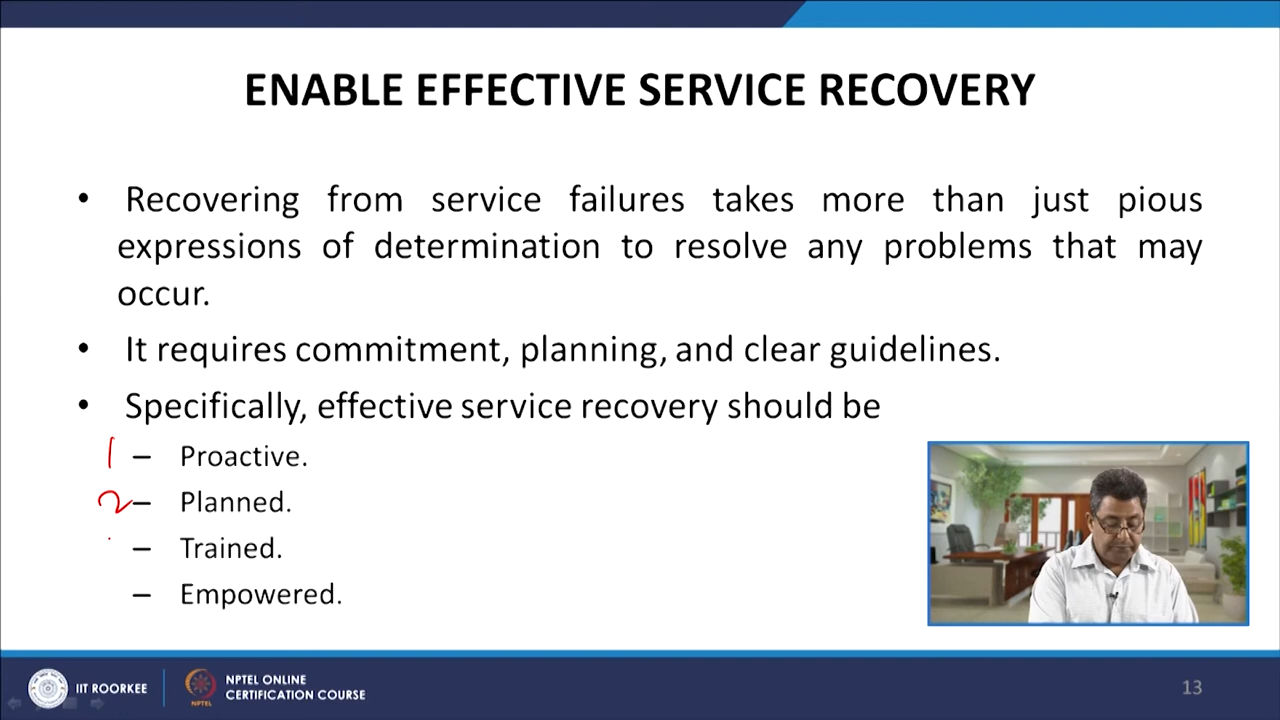 ENABLE EFFECTIVE SERVICE RECOVERY
• Recovering from service failures takes more than just pious
expressions of determination to resolve any problems that may
occur.
• It requires commitment, planning, and clear guidelines.
• Specifically, effective service recovery should be
1 – Proactive.
2 – Planned.
– Trained.
– Empowered.
IIT ROORKEE
NPTEL ONLINE
CERTIFICATION COURSE
NPTEL
13